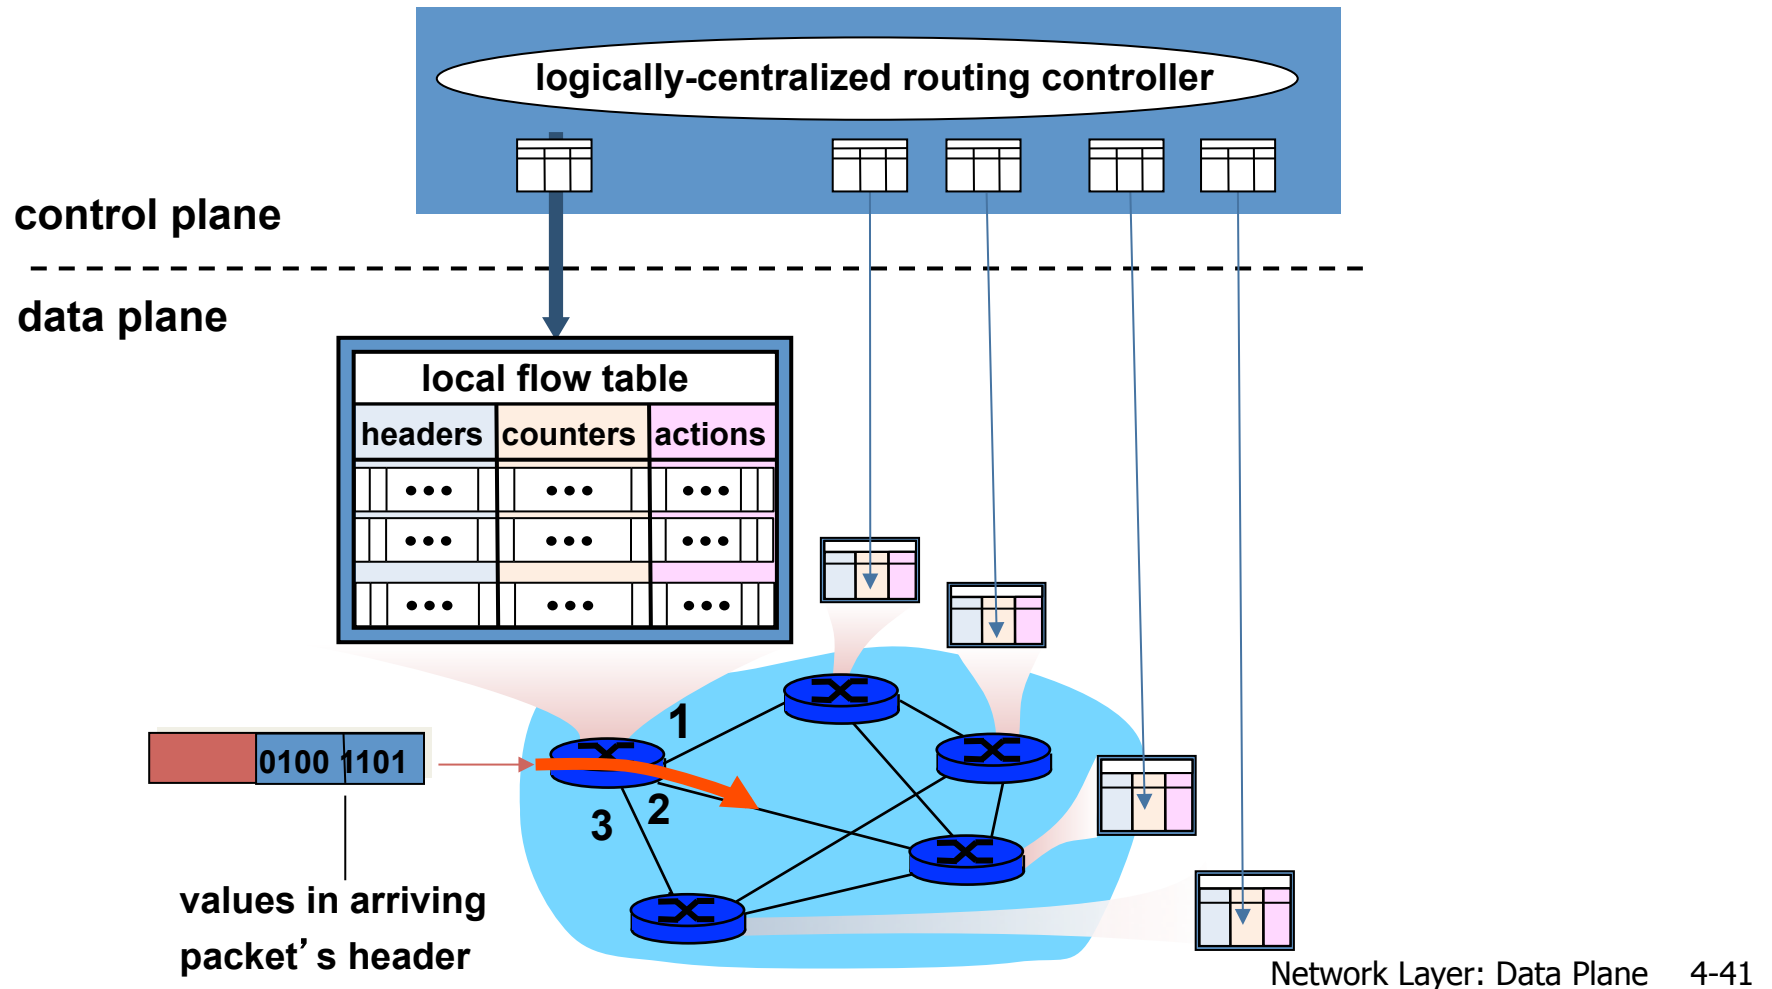 logically-centralized routing controller
control plane
data plane
local flow table
headers counters actions
1
2
3
0100 1101
values in arriving
packet’s header
Network Layer: Data Plane 4-41